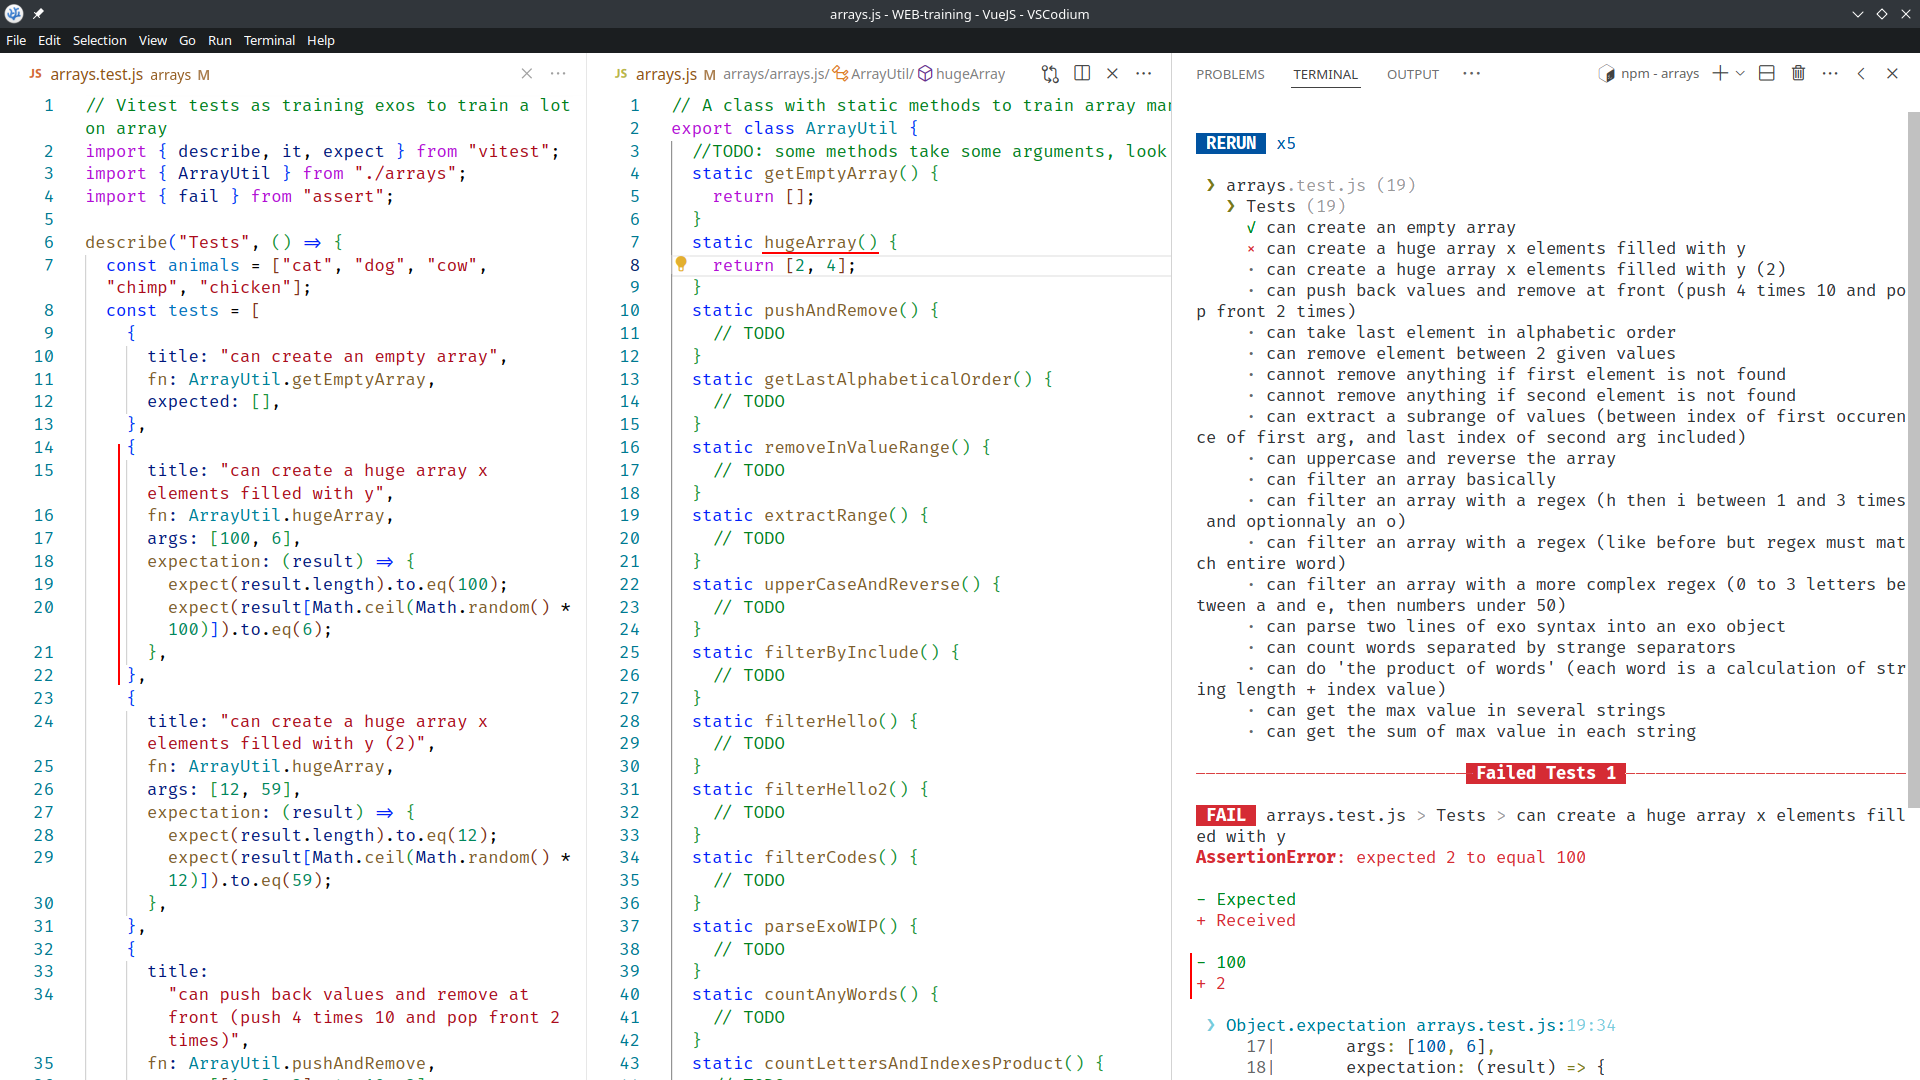 arrays.js - WEB-training - VueJS - VSCodium
File Edit Selection View Go Run Terminal Help
JS arrays.test.js arrays M
1 // Vitest tests as training exos to train a lot
on array
2 import { describe, it, expect } from "vitest";
3 import { ArrayUtil } from "./arrays";
4 import { fail } from "assert";
5
6 describe("Tests", () => {
7 const animals = ["cat", "dog", "cow",
"chimp", "chicken"];
8 const tests = [
9 {
10 title: "can create an empty array",
11 fn: ArrayUtil.getEmptyArray,
12 expected: [],
13 },
14 {
15 title: "can create a huge array x
elements filled with y",
16 fn: ArrayUtil.hugeArray,
17 args: [100, 6],
18 expectation: (result) => {
19 expect(result.length).to.eq(100);
20 expect(result[Math.ceil(Math.random() *
100)]).to.eq(6);
21 },
22 },
23 {
24 title: "can create a huge array x
elements filled with y (2)",
25 fn: ArrayUtil.hugeArray,
26 args: [12, 59],
27 expectation: (result) => {
28 expect(result.length).to.eq(12);
29 expect(result[Math.ceil(Math.random() *
12)]).to.eq(59);
30 },
31 },
32 {
33 title:
34 "can push back values and remove at
front (push 4 times 10 and pop front 2
times)",
35 fn: ArrayUtil.pushAndRemove,
JS arrays.js M arrays/arrays.js/ ArrayUtil/ hugeArray
1 // A class with static methods to train array ma
2 export class ArrayUtil {
3 //TODO: some methods take some arguments, look
4 static getEmptyArray() {
5 return [];
6 }
7 static hugeArray() {
8 return [2, 4];
9 }
10 static pushAndRemove() {
11 // TODO
12 }
13 static getLastAlphabeticalOrder() {
14 // TODO
15 }
16 static removeInValueRange() {
17 // TODO
18 }
19 static extractRange() {
20 // TODO
21 }
22 static upperCaseAndReverse() {
23 // TODO
24 }
25 static filterByInclude() {
26 // TODO
27 }
28 static filterHello() {
29 // TODO
30 }
31 static filterHello2() {
32 // TODO
33 }
34 static filterCodes() {
35 // TODO
36 }
37 static parseExoWIP() {
38 // TODO
39 }
40 static countAnyWords() {
41 // TODO
42 }
43 static countLettersAndIndexesProduct() {
PROBLEMS TERMINAL OUTPUT ··· npm - arrays
RERUN x5
❯ arrays.test.js (19)
❯ Tests (19)
√ can create an empty array
× can create a huge array x elements filled with y
· can create a huge array x elements filled with y (2)
· can push back values and remove at front (push 4 times 10 and po
p front 2 times)
· can take last element in alphabetic order
· can remove element between 2 given values
· cannot remove anything if first element is not found
· cannot remove anything if second element is not found
· can extract a subrange of values (between index of first occuren
ce of first arg, and last index of second arg included)
· can uppercase and reverse the array
· can filter an array basically
· can filter an array with a regex (h then i between 1 and 3 times
and optionnaly an o)
· can filter an array with a regex (like before but regex must mat
ch entire word)
· can filter an array with a more complex regex (0 to 3 letters be
tween a and e, then numbers under 50)
· can parse two lines of exo syntax into an exo object
· can count words separated by strange separators
· can do 'the product of words' (each word is a calculation of str
ing length + index value)
· can get the max value in several strings
· can get the sum of max value in each string
Failed Tests 1
FAIL arrays.test.js > Tests > can create a huge array x elements fill
ed with y
AssertionError: expected 2 to equal 100
- Expected
+ Received
- 100
+ 2
❯ Object.expectation arrays.test.js:19:34
17| args: [100, 6],
18| expectation: (result) => {